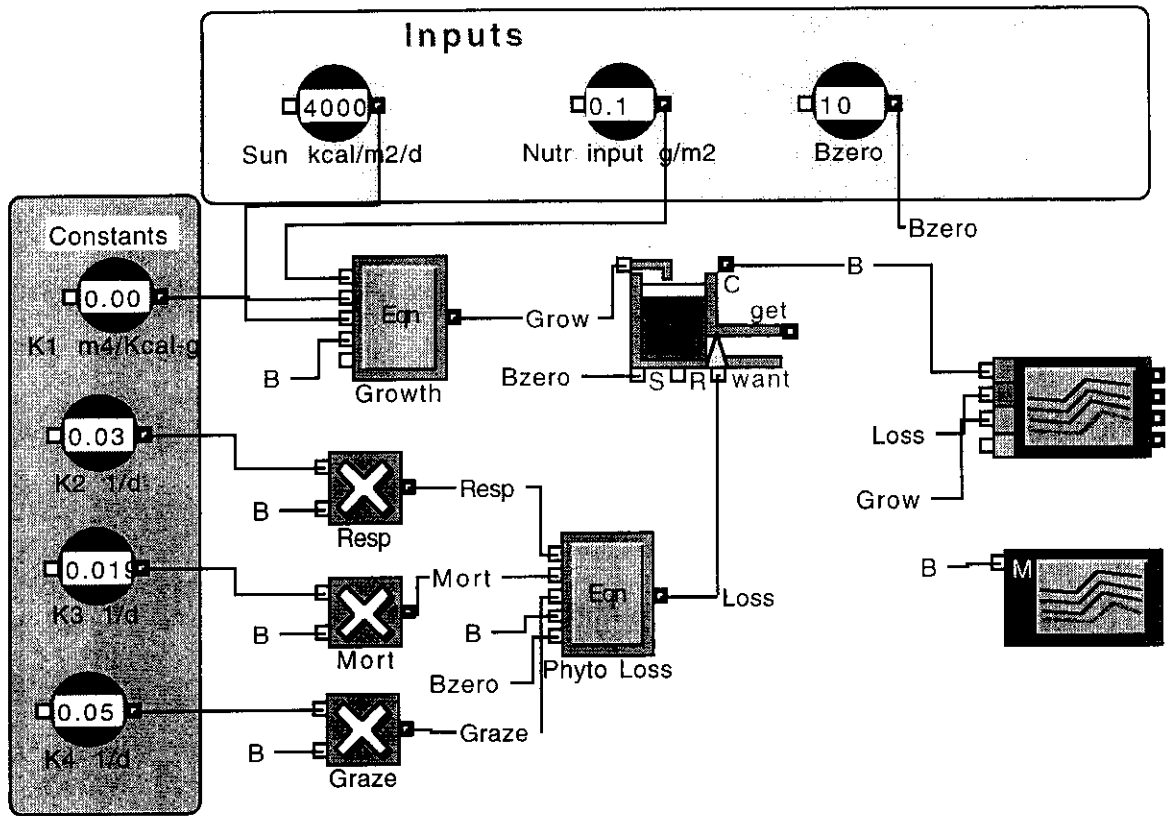 Inputs
4000
0.1
10
Sun kcal/m2/d
Nutr input g/m2
Bzero
Bzero
Constants
0.00
K1 m4/Kcal-g
Eqn
Growth
B
Grow
C
B
get
Bzero
S
R
want
0.03
K2 1/d
B
Resp
Resp
Loss
Grow
0.019
K3 1/d
B
Mort
Mort
Eqn
B
Bzero
Phyto Loss
Loss
B
M
0.05
K4 1/d
B
Graze
Graze